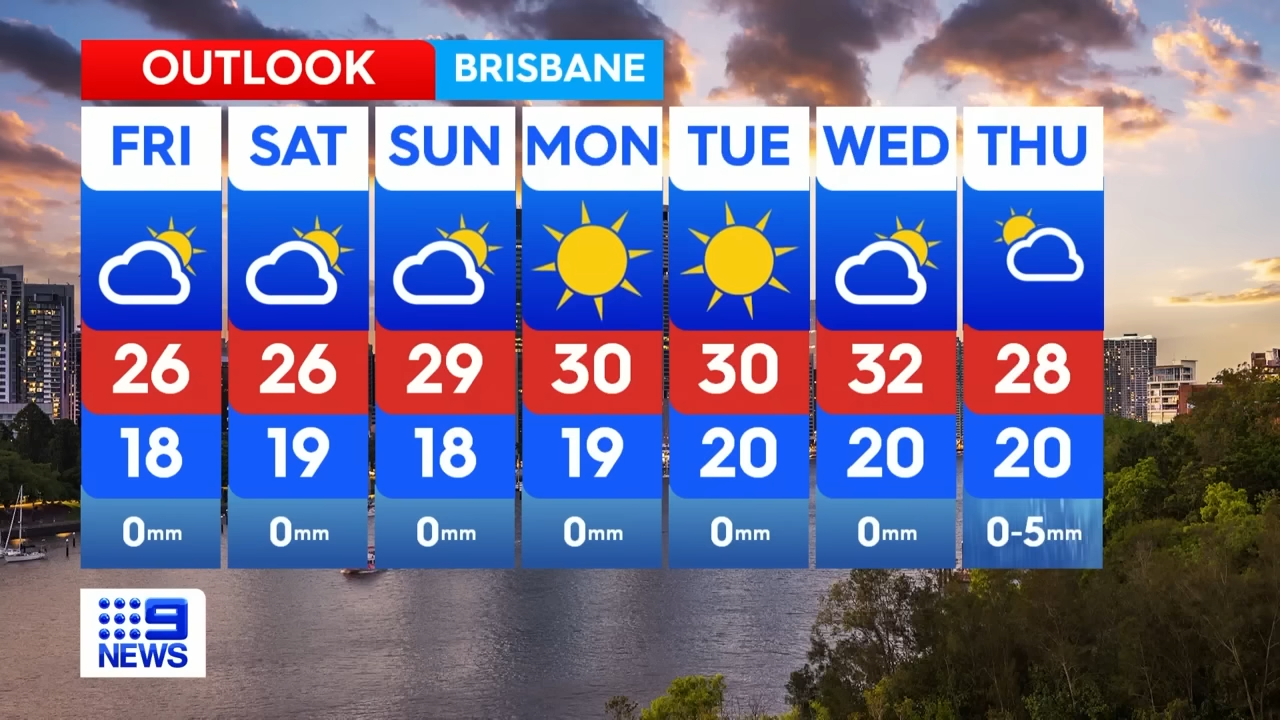 OUTLOOK BRISBANE
FRI SAT SUN MON TUE WED THU
26 26 29 30 30 32 28
18 19 18 19 20 20 20
0mm 0mm 0mm 0mm 0mm 0mm 0-5mm
9
NEWS